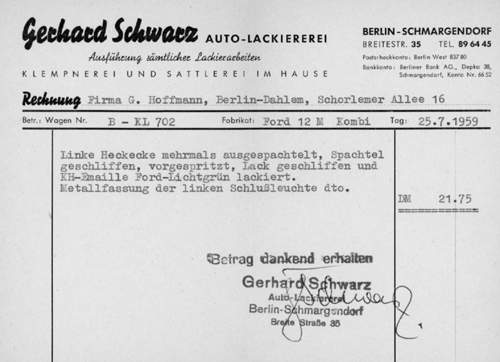 Gerhard Schwarz AUTO-LACKIEREREI
Ausführung sämtlicher Lackierarbeiten
KLEMPNEREI UND SATTLEREI IM HAUSE
BERLIN-SCHMARGENDORF
BREITESTR. 35 TEL. 89 64 45
Postscheckkonto: Berlin West 837 80
Bankkonto: Berliner Bank AG., Depka 38,
Schmargendorf, Konto Nr. 66 52
Rechnung Firma G. Hoffmann, Berlin-Dahlem, Schorlemer Allee 16
Betr.: Wagen Nr. B - KL 702 Fabrikat: Ford 12 M Kombi Tag: 25.7.1959
Linke Heckecke mehrmals ausgespachtelt, Spachtel
geschliffen, vorgespritzt, Lack geschliffen und
KH-Emaille Ford-Lichtgrün lackiert.
Metallfassung der linken Schlußleuchte dto.
DM 21.75
Betrag dankend erhalten
Gerhard Schwarz
Auto-Lackiererei
Berlin-Schmargendorf
Breite Straße 35